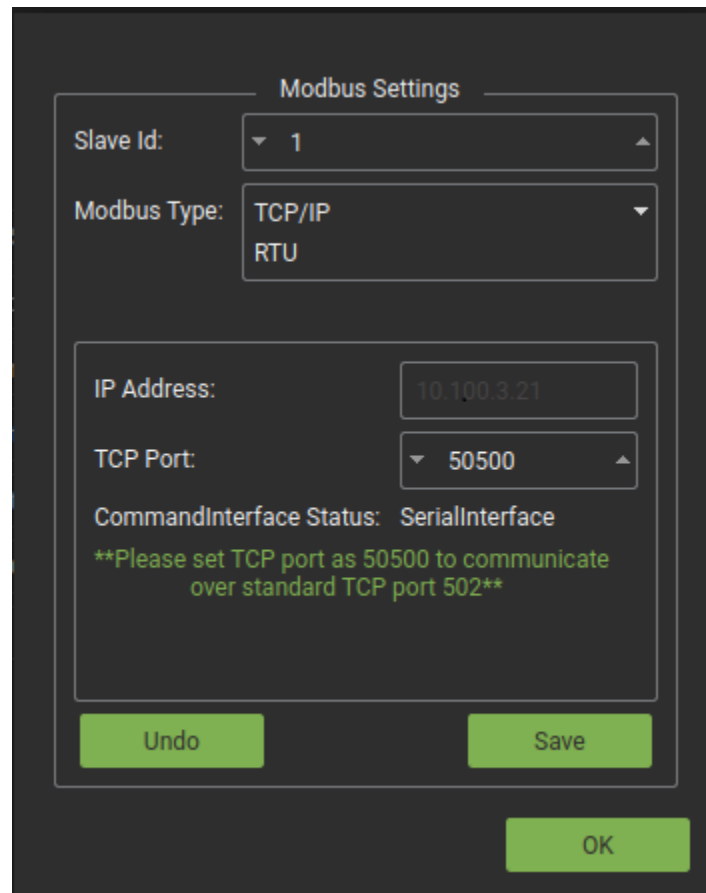 Modbus Settings
Slave Id: 1
Modbus Type: TCP/IP
RTU
IP Address: 10.100.3.21
TCP Port: 50500
CommandInterface Status: SerialInterface
**Please set TCP port as 50500 to communicate
over standard TCP port 502**
Undo Save
OK